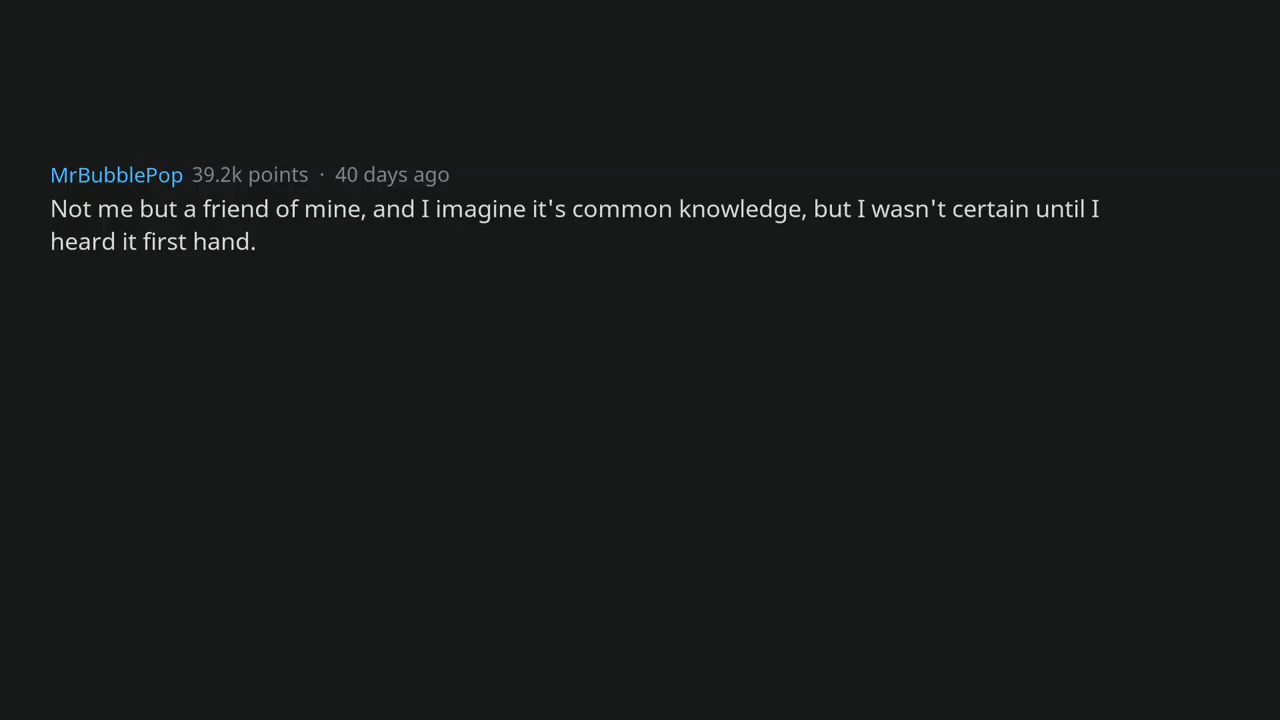 MrBubblePop 39.2k points · 40 days ago
Not me but a friend of mine, and I imagine it's common knowledge, but I wasn't certain until I
heard it first hand.